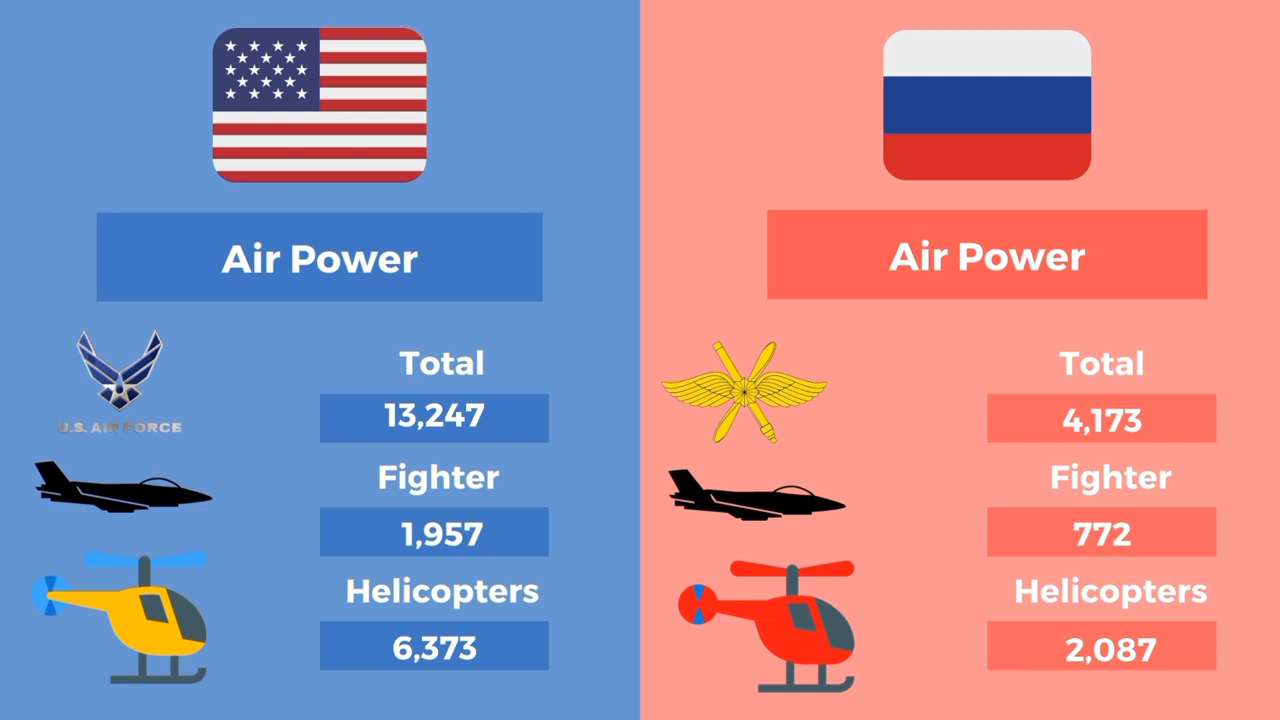 Air Power
U.S. AIR FORCE
Total
13,247
Fighter
1,957
Helicopters
6,373
Air Power
Total
4,173
Fighter
772
Helicopters
2,087